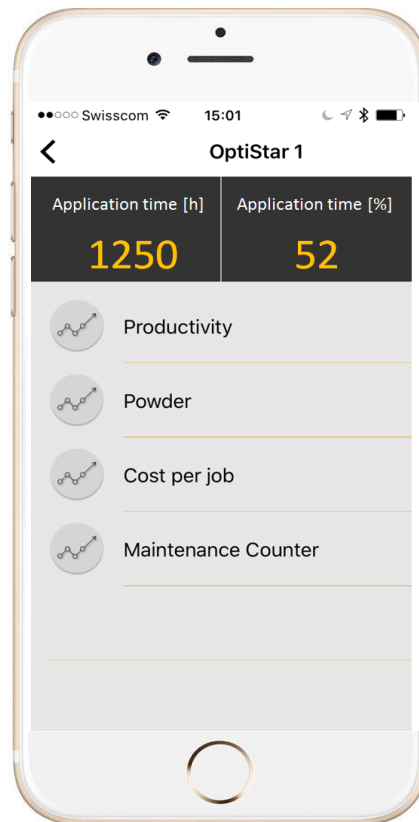 Swisscom 15:01
OptiStar 1
Application time [h] Application time [%]
1250 52
Productivity
Powder
Cost per job
Maintenance Counter